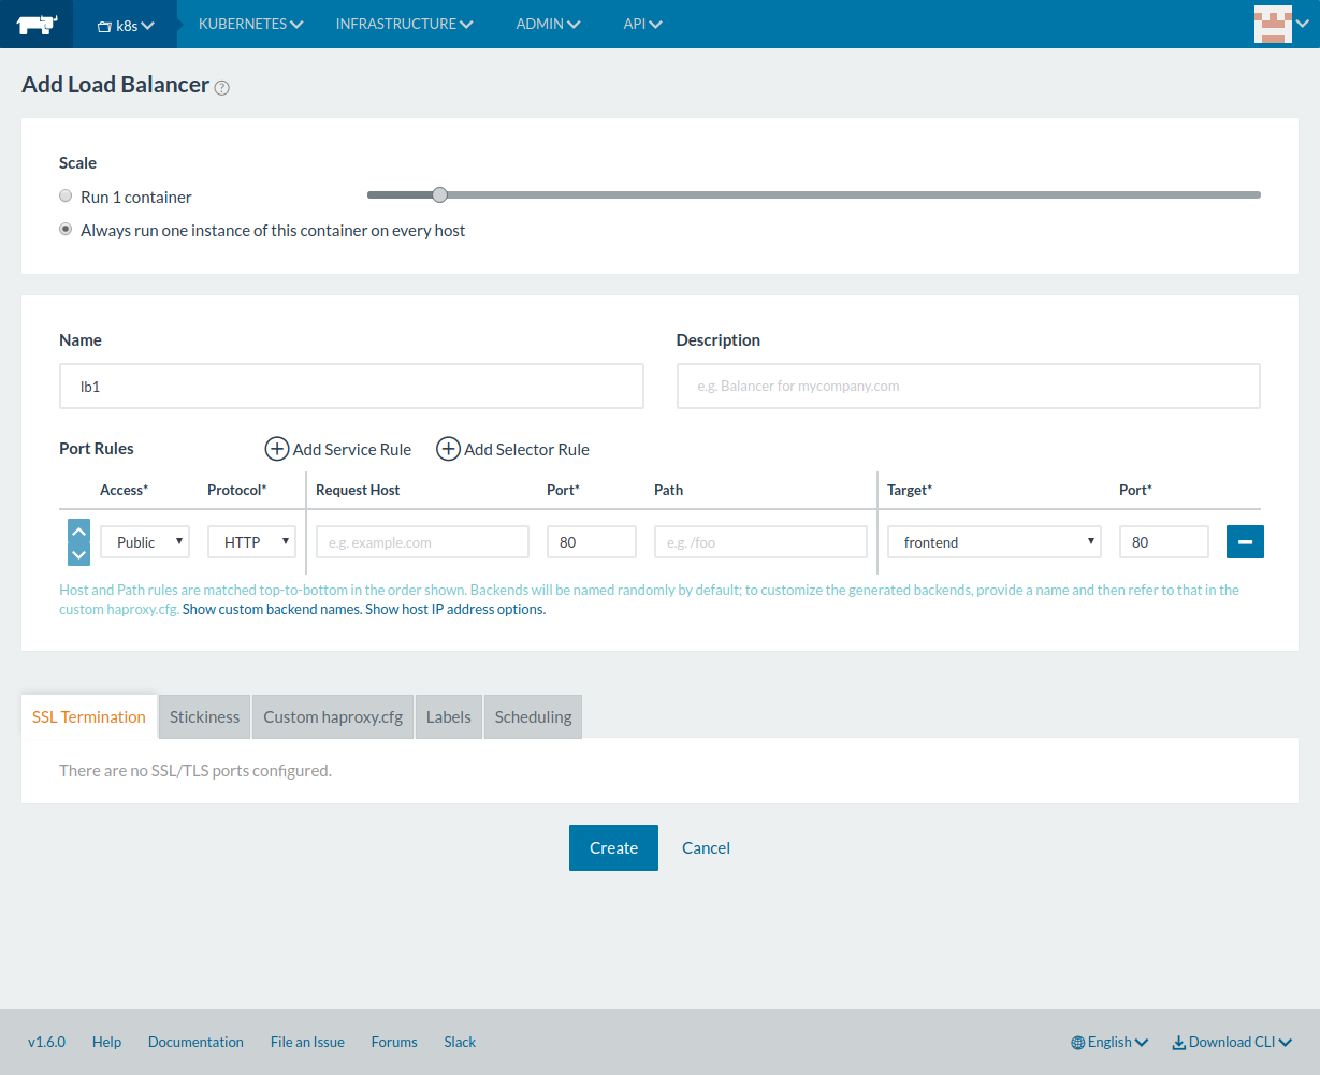 k8s KUBERNETES INFRASTRUCTURE ADMIN API
Add Load Balancer ?
Scale
Run 1 container
Always run one instance of this container on every host
Name Description
lb1 e.g. Balancer for mycompany.com
Port Rules Add Service Rule Add Selector Rule
Access* Protocol* Request Host Port* Path Target* Port*
Public HTTP e.g. example.com 80 e.g. /foo frontend 80
Host and Path rules are matched top-to-bottom in the order shown. Backends will be named randomly by default; to customize the generated backends, provide a name and then refer to that in the
custom haproxy.cfg. Show custom backend names. Show host IP address options.
SSL Termination Stickiness Custom haproxy.cfg Labels Scheduling
There are no SSL/TLS ports configured.
Create Cancel
v1.6.0 Help Documentation File an Issue Forums Slack English Download CLI